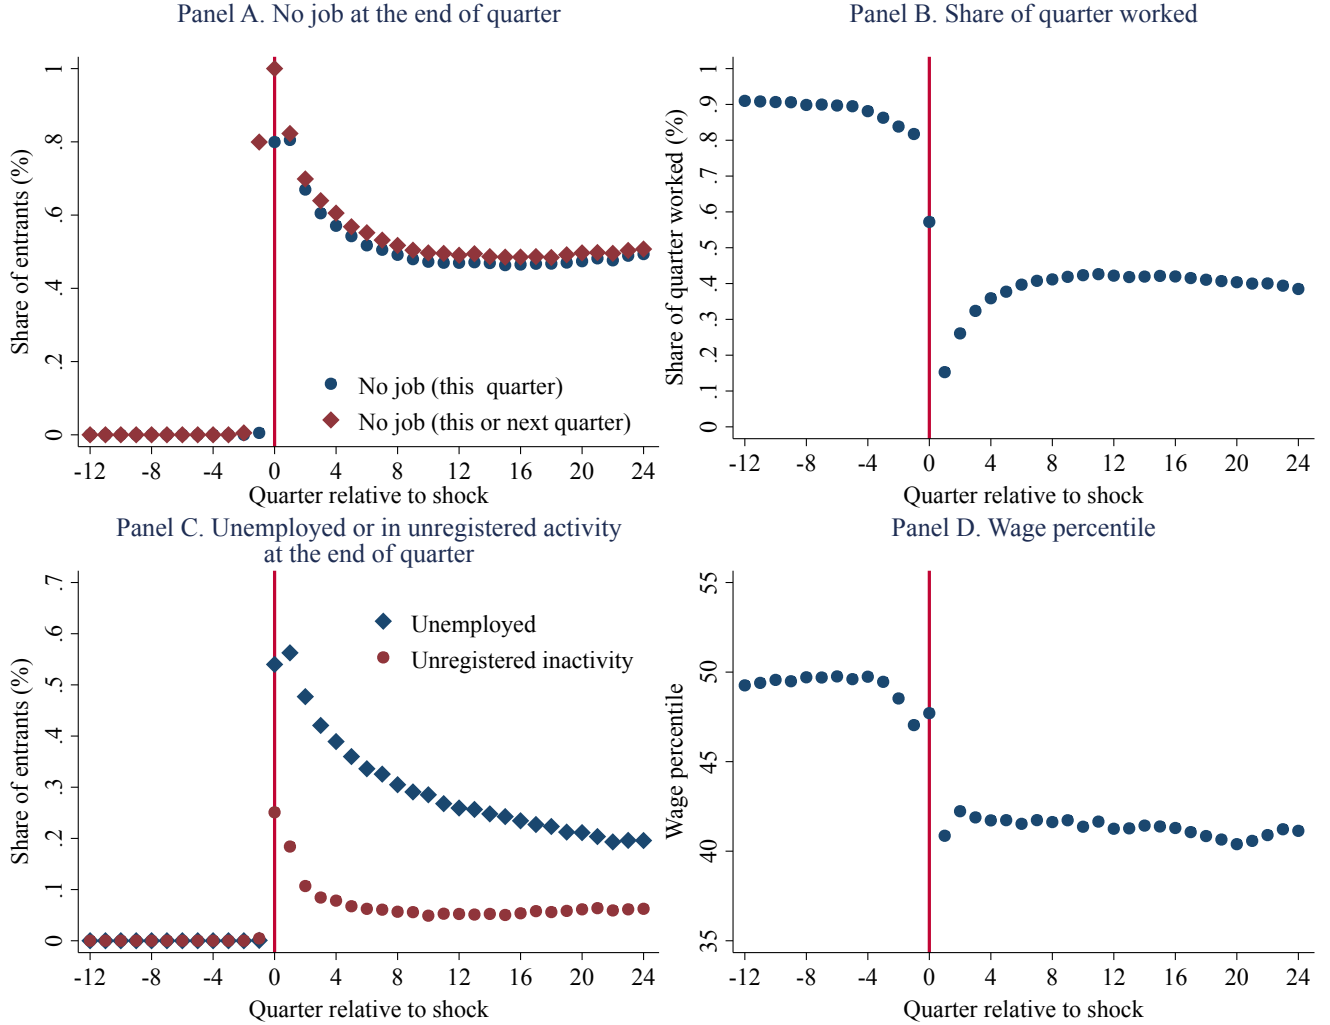 Panel A. No job at the end of quarter
Share of entrants (%)
1
.8
.6
.4
.2
0
No job (this quarter)
No job (this or next quarter)
-12 -8 -4 0 4 8 12 16 20 24
Quarter relative to shock
Panel B. Share of quarter worked
Share of quarter worked (%)
1
.9
.8
.7
.6
.5
.4
.3
.2
.1
0
-12 -8 -4 0 4 8 12 16 20 24
Quarter relative to shock
Panel C. Unemployed or in unregistered activity
at the end of quarter
Share of entrants (%)
.7
.6
.5
.4
.3
.2
.1
0
Unemployed
Unregistered inactivity
-12 -8 -4 0 4 8 12 16 20 24
Quarter relative to shock
Panel D. Wage percentile
Wage percentile
55
50
45
40
35
-12 -8 -4 0 4 8 12 16 20 24
Quarter relative to shock